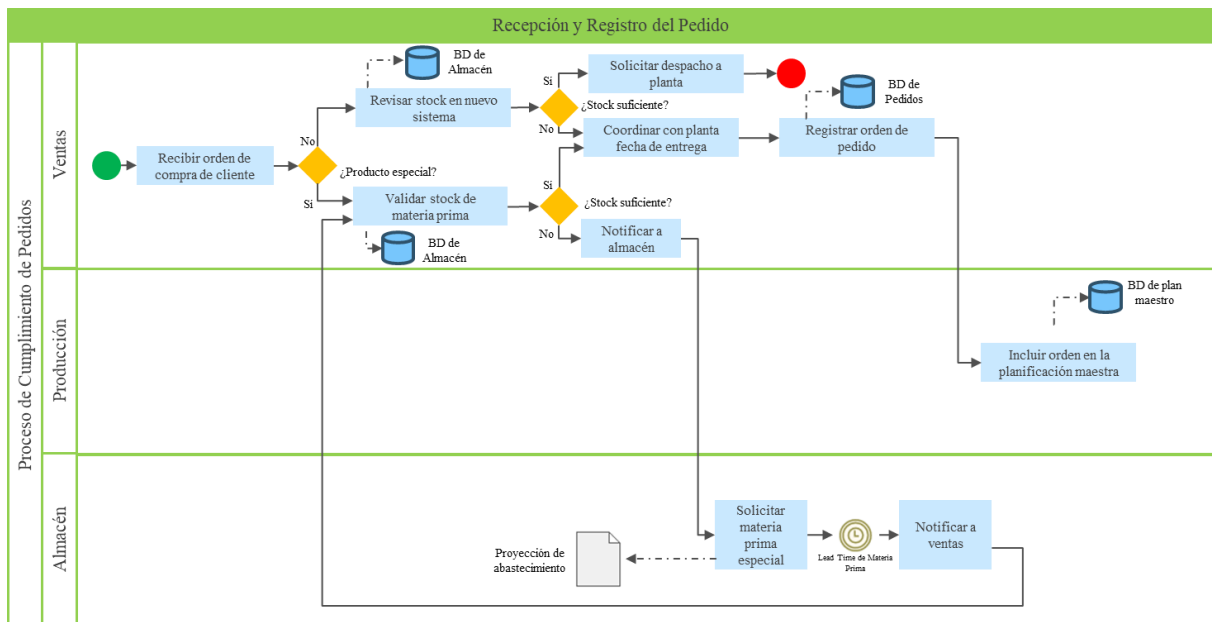 Recepción y Registro del Pedido
Proceso de Cumplimiento de Pedidos
Ventas
Recibir orden de
compra de cliente
No
¿Producto especial?
Si
Revisar stock en nuevo
sistema
BD de
Almacén
Validar stock de
materia prima
BD de
Almacén
Si
¿Stock suficiente?
No
Solicitar despacho a
planta
Coordinar con planta
fecha de entrega
Si
¿Stock suficiente?
No
Notificar a
almacén
Registrar orden de
pedido
BD de
Pedidos
Producción
BD de plan
maestro
Incluir orden en la
planificación maestra
Almacén
Proyección de
abastecimiento
Solicitar
materia
prima
especial
Lead Time de Materia
Prima
Notificar a
ventas